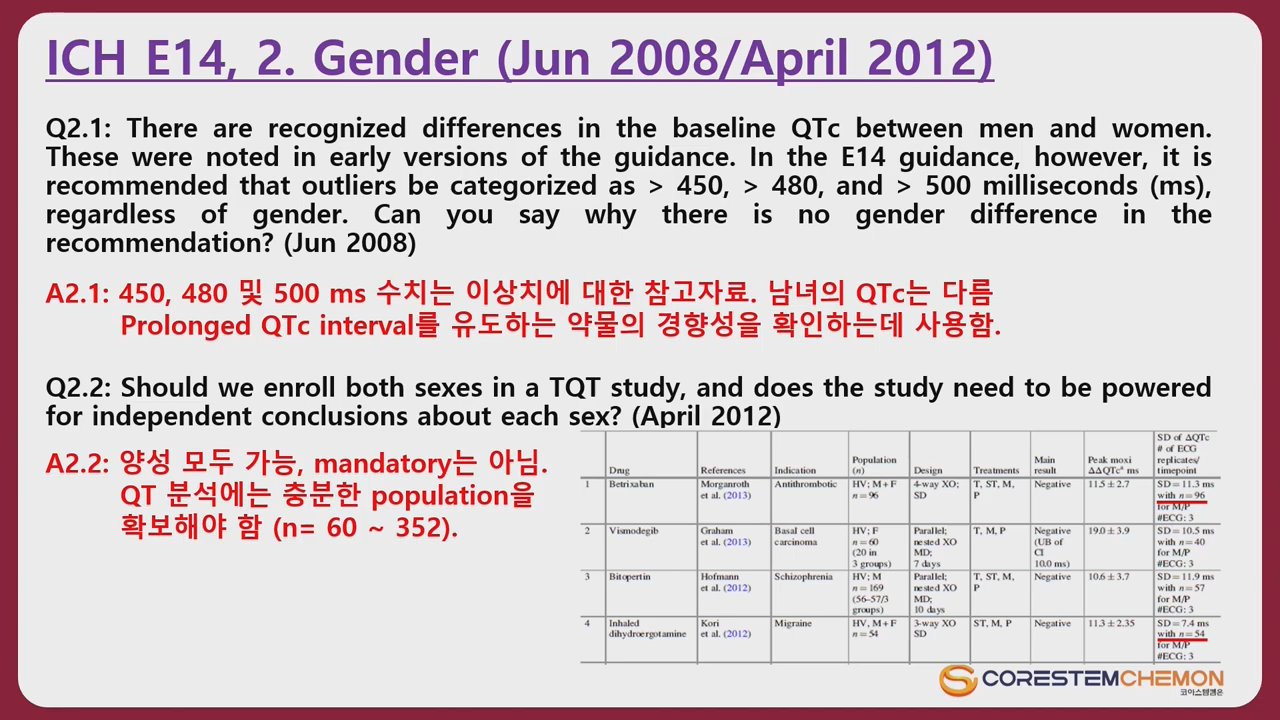 ICH E14, 2. Gender (Jun 2008/April 2012)
Q2.1: There are recognized differences in the baseline QTc between men and women.
These were noted in early versions of the guidance. In the E14 guidance, however, it is
recommended that outliers be categorized as > 450, > 480, and > 500 milliseconds (ms),
regardless of gender. Can you say why there is no gender difference in the
recommendation? (Jun 2008)
A2.1: 450, 480 및 500 ms 수치는 이상치에 대한 참고자료. 남녀의 QTc는 다름
Prolonged QTc interval를 유도하는 약물의 경향성을 확인하는데 사용함.
Q2.2: Should we enroll both sexes in a TQT study, and does the study need to be powered
for independent conclusions about each sex? (April 2012)
A2.2: 양성 모두 가능, mandatory는 아님.
QT 분석에는 충분한 population을
확보해야 함 (n= 60 ~ 352).
SD of ΔQTc
# of ECG
replicates/
timepoint
Drug References Indication Population (n) Design Treatments Main result Peak moxi ΔΔQTcᵃ ms
1 Betrixaban Morganroth Antithrombotic HV; M + F 4-way XO; T, ST, M, Negative 11.5 ± 2.7 SD = 11.3 ms
et al. (2013) n = 96 SD P with n = 96
for M/P
#ECG: 3
2 Vismodegib Graham Basal cell HV; F Parallel; T, M, P Negative 19.0 ± 3.9 SD = 10.5 ms
et al. (2013) carcinoma n = 60 nested XO (UB of with n = 40
(20 in MD; CI for M/P
3 groups) 7 days 10.0 ms) #ECG: 3
3 Bitopertin Hofmann Schizophrenia HV; M Parallel; T, ST, M, Negative 10.6 ± 3.7 SD = 11.9 ms
et al. (2012) n = 169 nested XO P with n = 57
(56–57/3 MD; for M/P
groups) 10 days #ECG: 3
4 Inhaled Kori Migraine HV, M + F 3-way XO ST, M, P Negative 11.3 ± 2.35 SD = 7.4 ms
dihydroergotamine et al. (2012) n = 54 SD with n = 54
for M/P
#ECG: 3
CORESTEMCHEMON
코아스템켐온